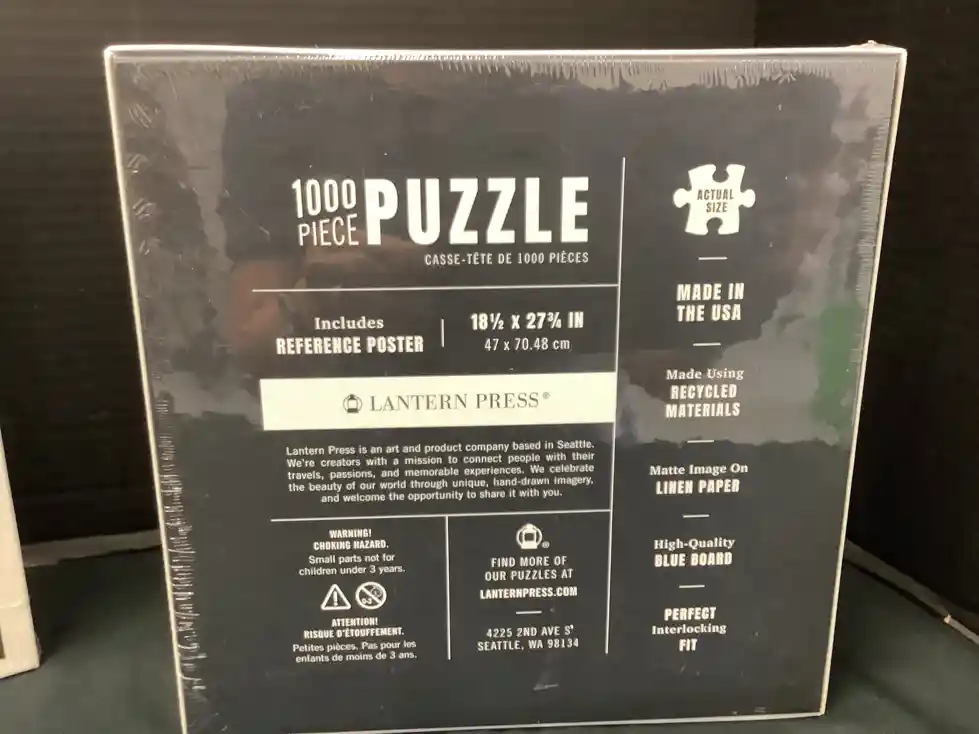 1000
PIECE
PUZZLE
CASSE-TÊTE DE 1000 PIÈCES
Includes
REFERENCE POSTER
18½ X 27¾ IN
47 x 70.48 cm
LANTERN PRESS®
Lantern Press is an art and product company based in Seattle.
We're creators with a mission to connect people with their
travels, passions, and memorable experiences. We celebrate
the beauty of our world through unique, hand-drawn imagery,
and welcome the opportunity to share it with you.
WARNING!
CHOKING HAZARD.
Small parts not for
children under 3 years.
0-3
ATTENTION!
RISQUE D'ÉTOUFFEMENT.
Petites pièces. Pas pour les
enfants de moins de 3 ans.
®
FIND MORE OF
OUR PUZZLES AT
LANTERNPRESS.COM
4225 2ND AVE S
SEATTLE, WA 98134
ACTUAL
SIZE
MADE IN
THE USA
Made Using
RECYCLED
MATERIALS
Matte Image On
LINEN PAPER
High-Quality
BLUE BOARD
PERFECT
Interlocking
FIT